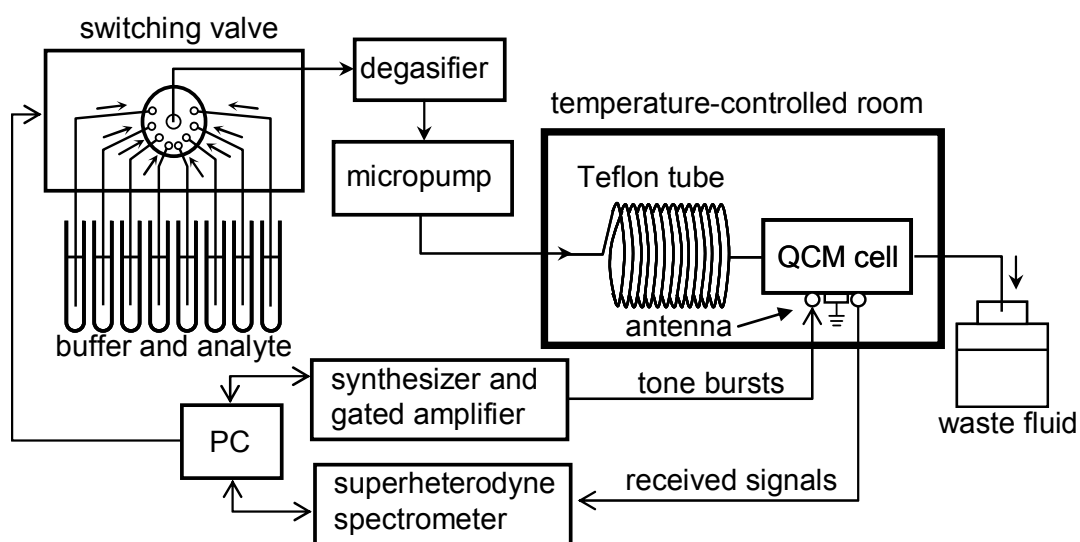 switching valve
degasifier
temperature-controlled room
micropump
Teflon tube
QCM cell
antenna
buffer and analyte
synthesizer and
gated amplifier
tone bursts
waste fluid
PC
received signals
superheterodyne
spectrometer